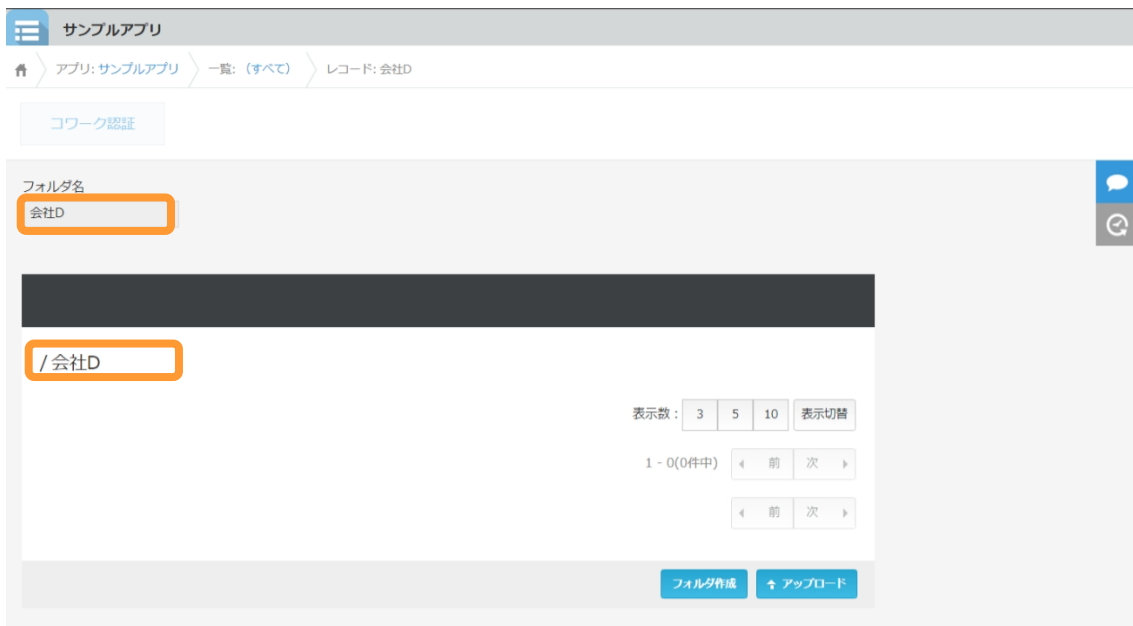 サンプルアプリ
アプリ: サンプルアプリ 一覧: (すべて) レコード: 会社D
コワーク認証
フォルダ名
会社D
/ 会社D
表示数 : 3 5 10 表示切替
1 - 0(0件中) 前 次
前 次
フォルダ作成 アップロード